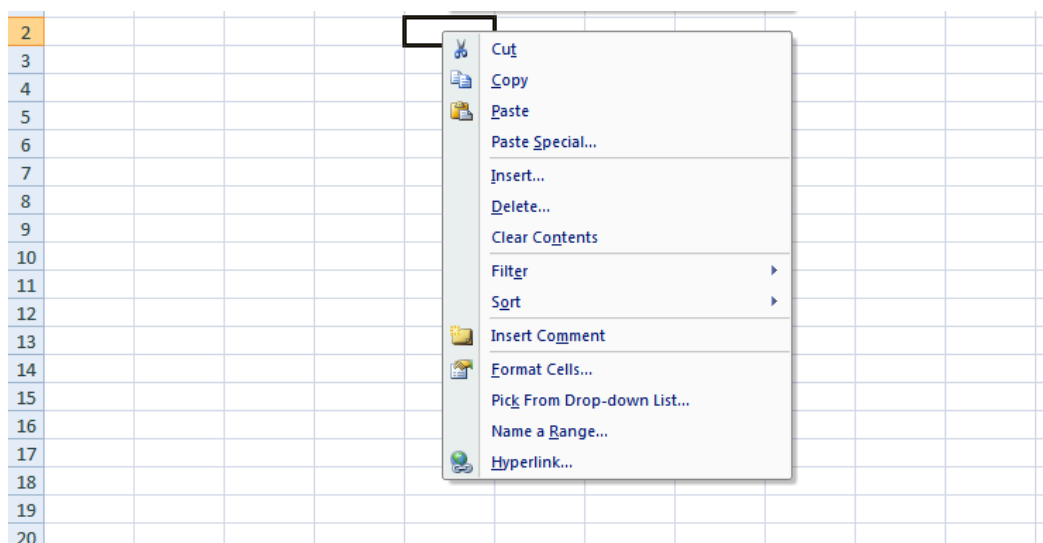 2
Cut
3
Copy
4
Paste
5
Paste Special...
6
Insert...
7
Delete...
8
Clear Contents
9
10
Filter
11
Sort
12
Insert Comment
13
Format Cells...
14
Pick From Drop-down List...
15
Name a Range...
16
Hyperlink...
17
18
19
20